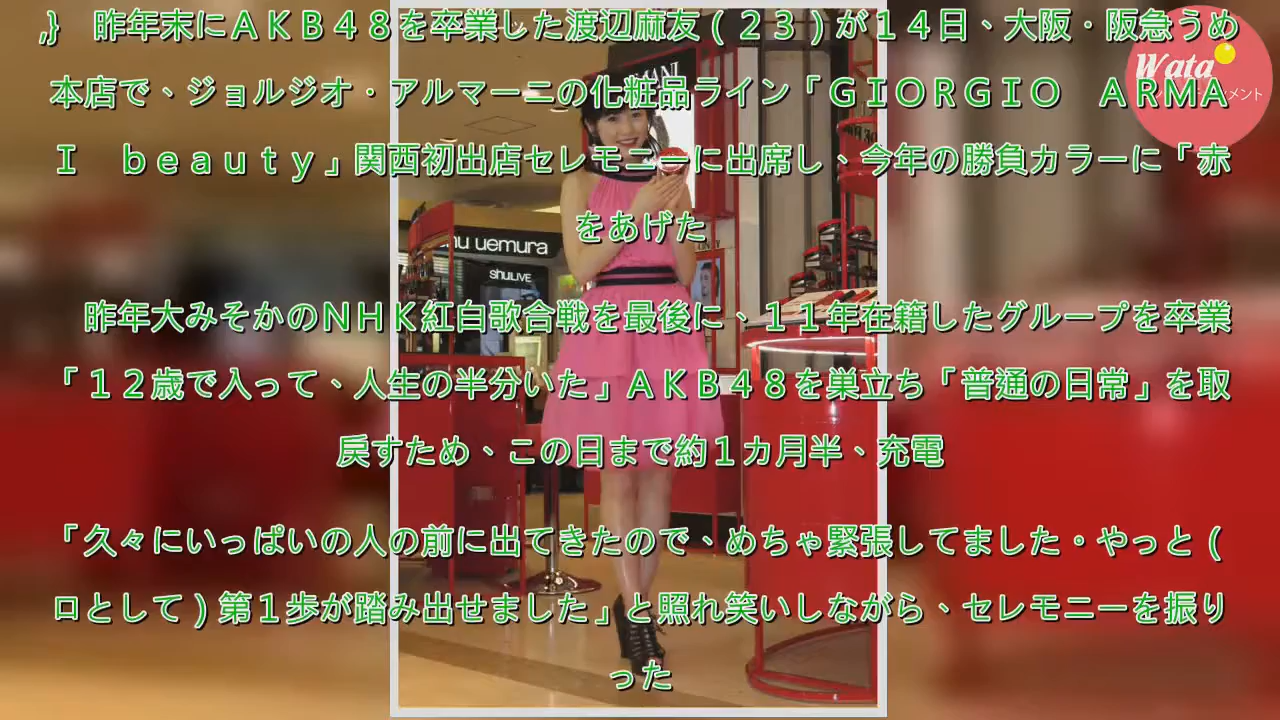 ,} 昨年末にＡＫＢ４８を卒業した渡辺麻友（２３）が１４日、大阪・阪急うめ
本店で、ジョルジオ・アルマーニの化粧品ライン「ＧＩＯＲＧＩＯ　ＡＲＭＡ
Ｉ　ｂｅａｕｔｙ」関西初出店セレモニーに出席し、今年の勝負カラーに「赤
をあげた
昨年大みそかのＮＨＫ紅白歌合戦を最後に、１１年在籍したグループを卒業
「１２歳で入って、人生の半分いた」ＡＫＢ４８を巣立ち「普通の日常」を取
戻すため、この日まで約１カ月半、充電
「久々にいっぱいの人の前に出てきたので、めちゃ緊張してました・やっと（
ロとして）第１歩が踏み出せました」と照れ笑いしながら、セレモニーを振り
った
Wata
メント
MANI
shu uemura
shu LIVE